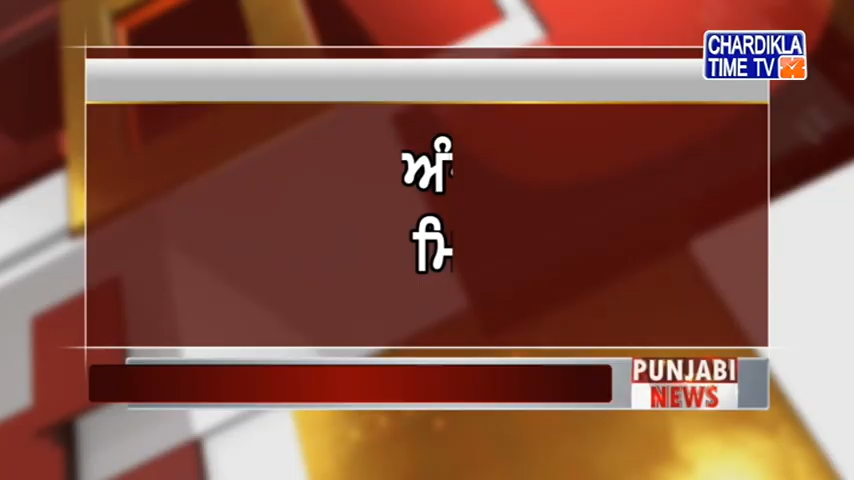 CHARDIKLA
TIME TV
ਅੰ
ਮਿ
PUNJABI
NEWS